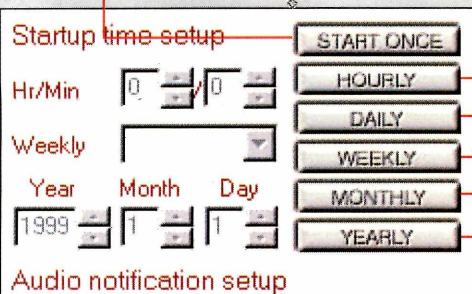 Startup time setup
START ONCE
Hr/Min 0 / 0
HOURLY
DAILY
Weekly
WEEKLY
Year Month Day
MONTHLY
1999 1 1
YEARLY
Audio notification setup